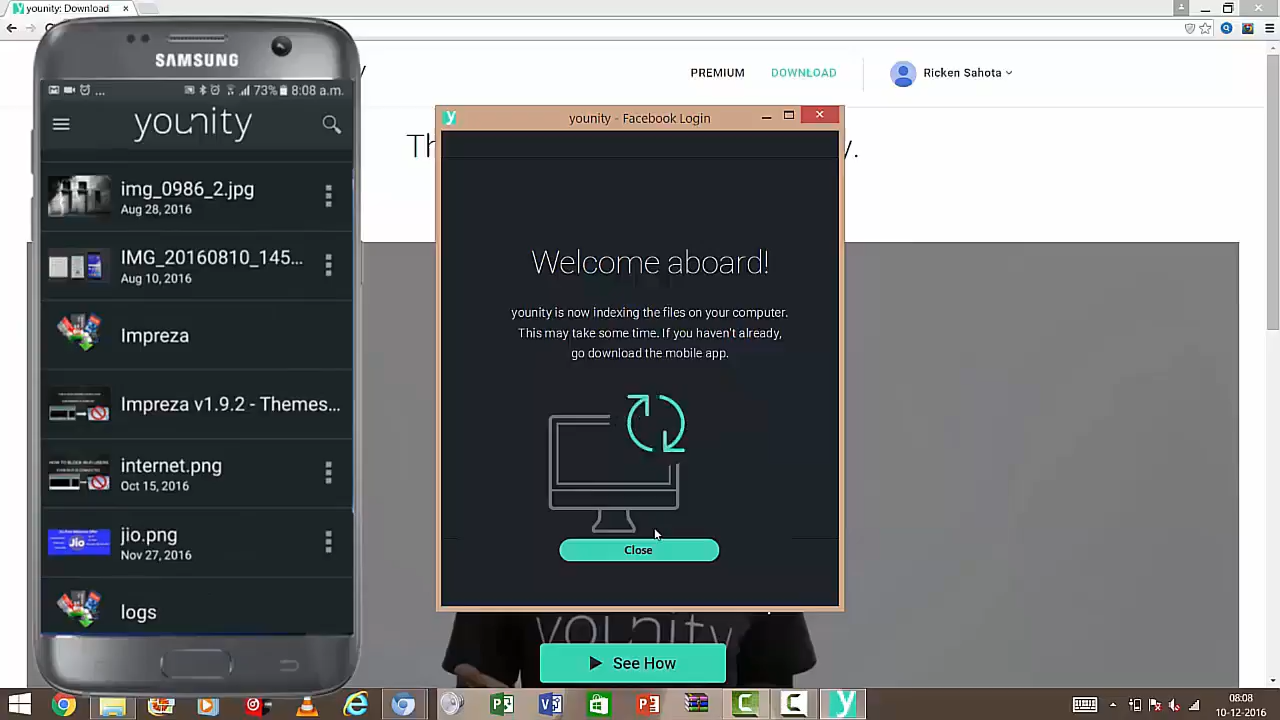 younity: Download
SAMSUNG
73% 8:08 a.m.
younity
img_0986_2.jpg
Aug 28, 2016
IMG_20160810_145...
Aug 10, 2016
Impreza
Impreza v1.9.2 - Themes...
internet.png
Oct 15, 2016
jio.png
Nov 27, 2016
logs
PREMIUM
DOWNLOAD
Ricken Sahota
younity - Facebook Login
Welcome aboard!
younity is now indexing the files on your computer.
This may take some time. If you haven't already,
go download the mobile app.
Close
younity
See How
08:08
10-12-2016